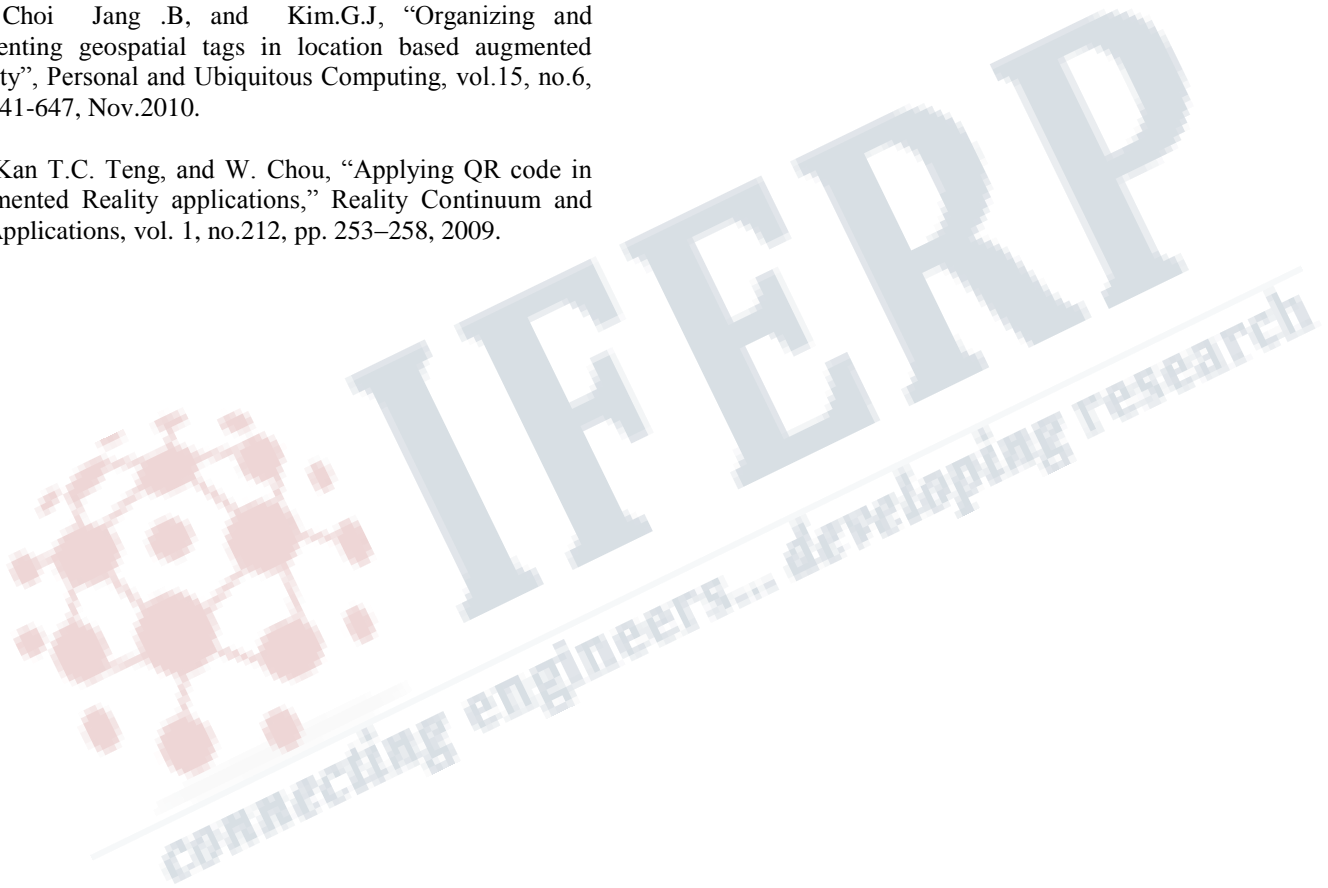 Choi Jang .B, and Kim.G.J, “Organizing and
enting geospatial tags in location based augmented
ty”, Personal and Ubiquitous Computing, vol.15, no.6,
41-647, Nov.2010.
Kan T.C. Teng, and W. Chou, “Applying QR code in
mented Reality applications,” Reality Continuum and
Applications, vol. 1, no.212, pp. 253–258, 2009.
IFERP
connecting engineers... developing research